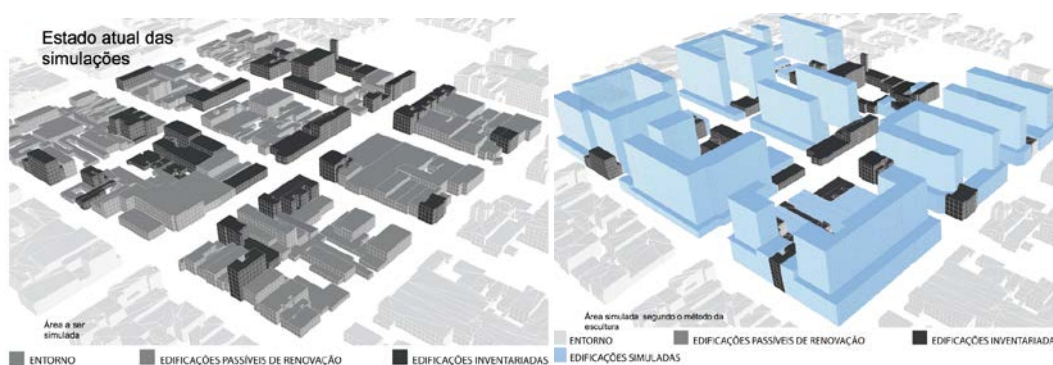 Estado atual das
simulações
Área a ser
simulada
ENTORNO
EDIFICAÇÕES PASSÍVEIS DE RENOVAÇÃO
EDIFICAÇÕES INVENTARIADAS
Área simulada segundo o método da
escultura
ENTORNO
EDIFICAÇÕES PASSÍVEIS DE RENOVAÇÃO
EDIFICAÇÕES INVENTARIADA
EDIFICAÇÕES SIMULADAS